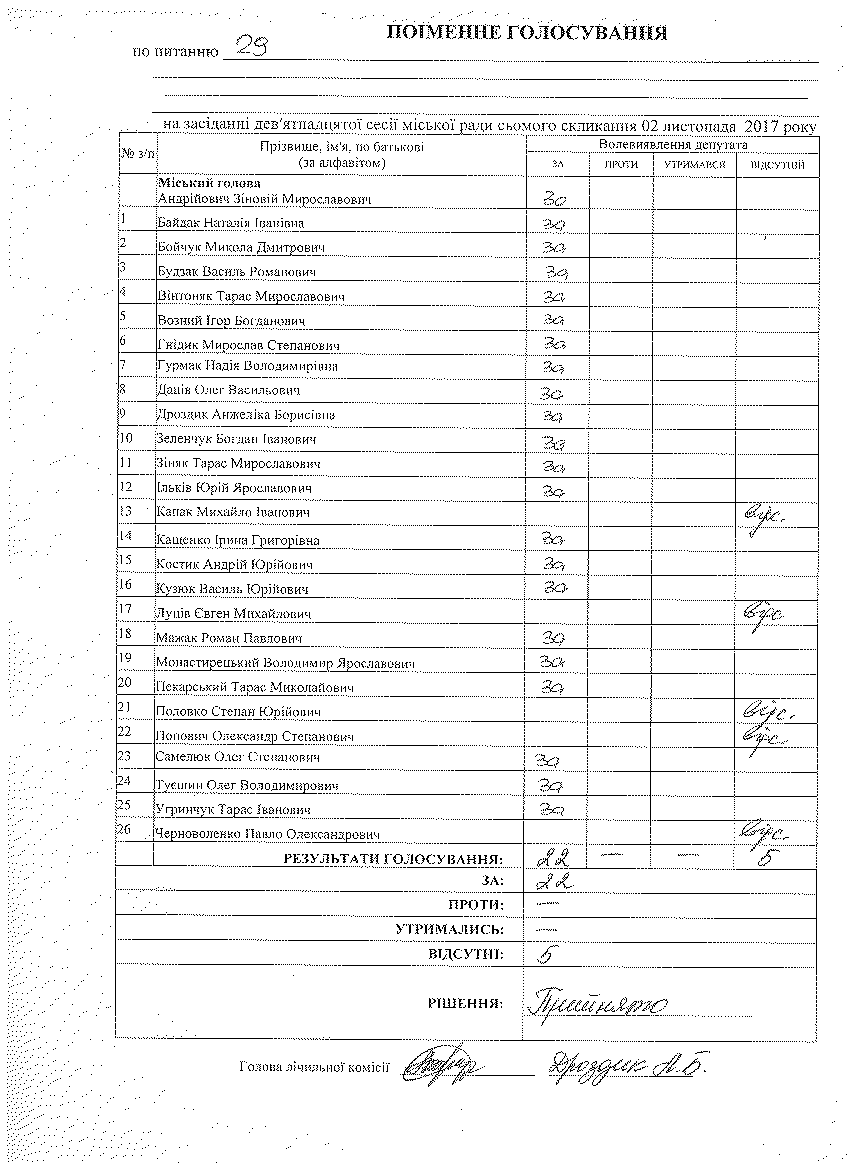 ПОІМЕННЕ ГОЛОСУВАННЯ
по питанню 29
на засіданні дев'ятнадцятої сесії міської ради сьомого скликання 02 листопада 2017 року
№ з/п Прізвище, ім'я, по батькові (за алфавітом) Волевиявлення депутата
ЗА ПРОТИ УТРИМАВСЯ ВІДСУТНІЙ
Міський голова
Андрійович Зіновій Мирославович За
1 Байдак Наталія Іванівна За
2 Бойчук Микола Дмитрович За
3 Будзак Василь Романович За
4 Вінтоняк Тарас Мирославович За
5 Возний Ігор Богданович За
6 Гнідик Мирослав Степанович За
7 Гурмак Надія Володимирівна За
8 Даців Олег Васильович За
9 Дроздик Анжеліка Борисівна За
10 Зеленчук Богдан Іванович За
11 Зіняк Тарас Мирославович За
12 Ільків Юрій Ярославович За
13 Капак Михайло Іванович відс.
14 Кащенко Ірина Григорівна За
15 Костик Андрій Юрійович За
16 Кузюк Василь Юрійович За
17 Луців Євген Михайлович відс
18 Мажак Роман Павлович За
19 Монастирецький Володимир Ярославович За
20 Пекарський Тарас Миколайович За
21 Половко Степан Юрійович відс.
22 Попович Олександр Степанович відс
23 Самелюк Олег Степанович За
24 Туєшин Олег Володимирович За
25 Угринчук Тарас Іванович За
26 Черноволенко Павло Олександрович відс.
РЕЗУЛЬТАТИ ГОЛОСУВАННЯ: 22 — — 5
ЗА: 22
ПРОТИ: —
УТРИМАЛИСЬ: —
ВІДСУТНІ: 5
РІШЕННЯ: Прийнято
Голова лічильної комісії Дроздик А.Б.